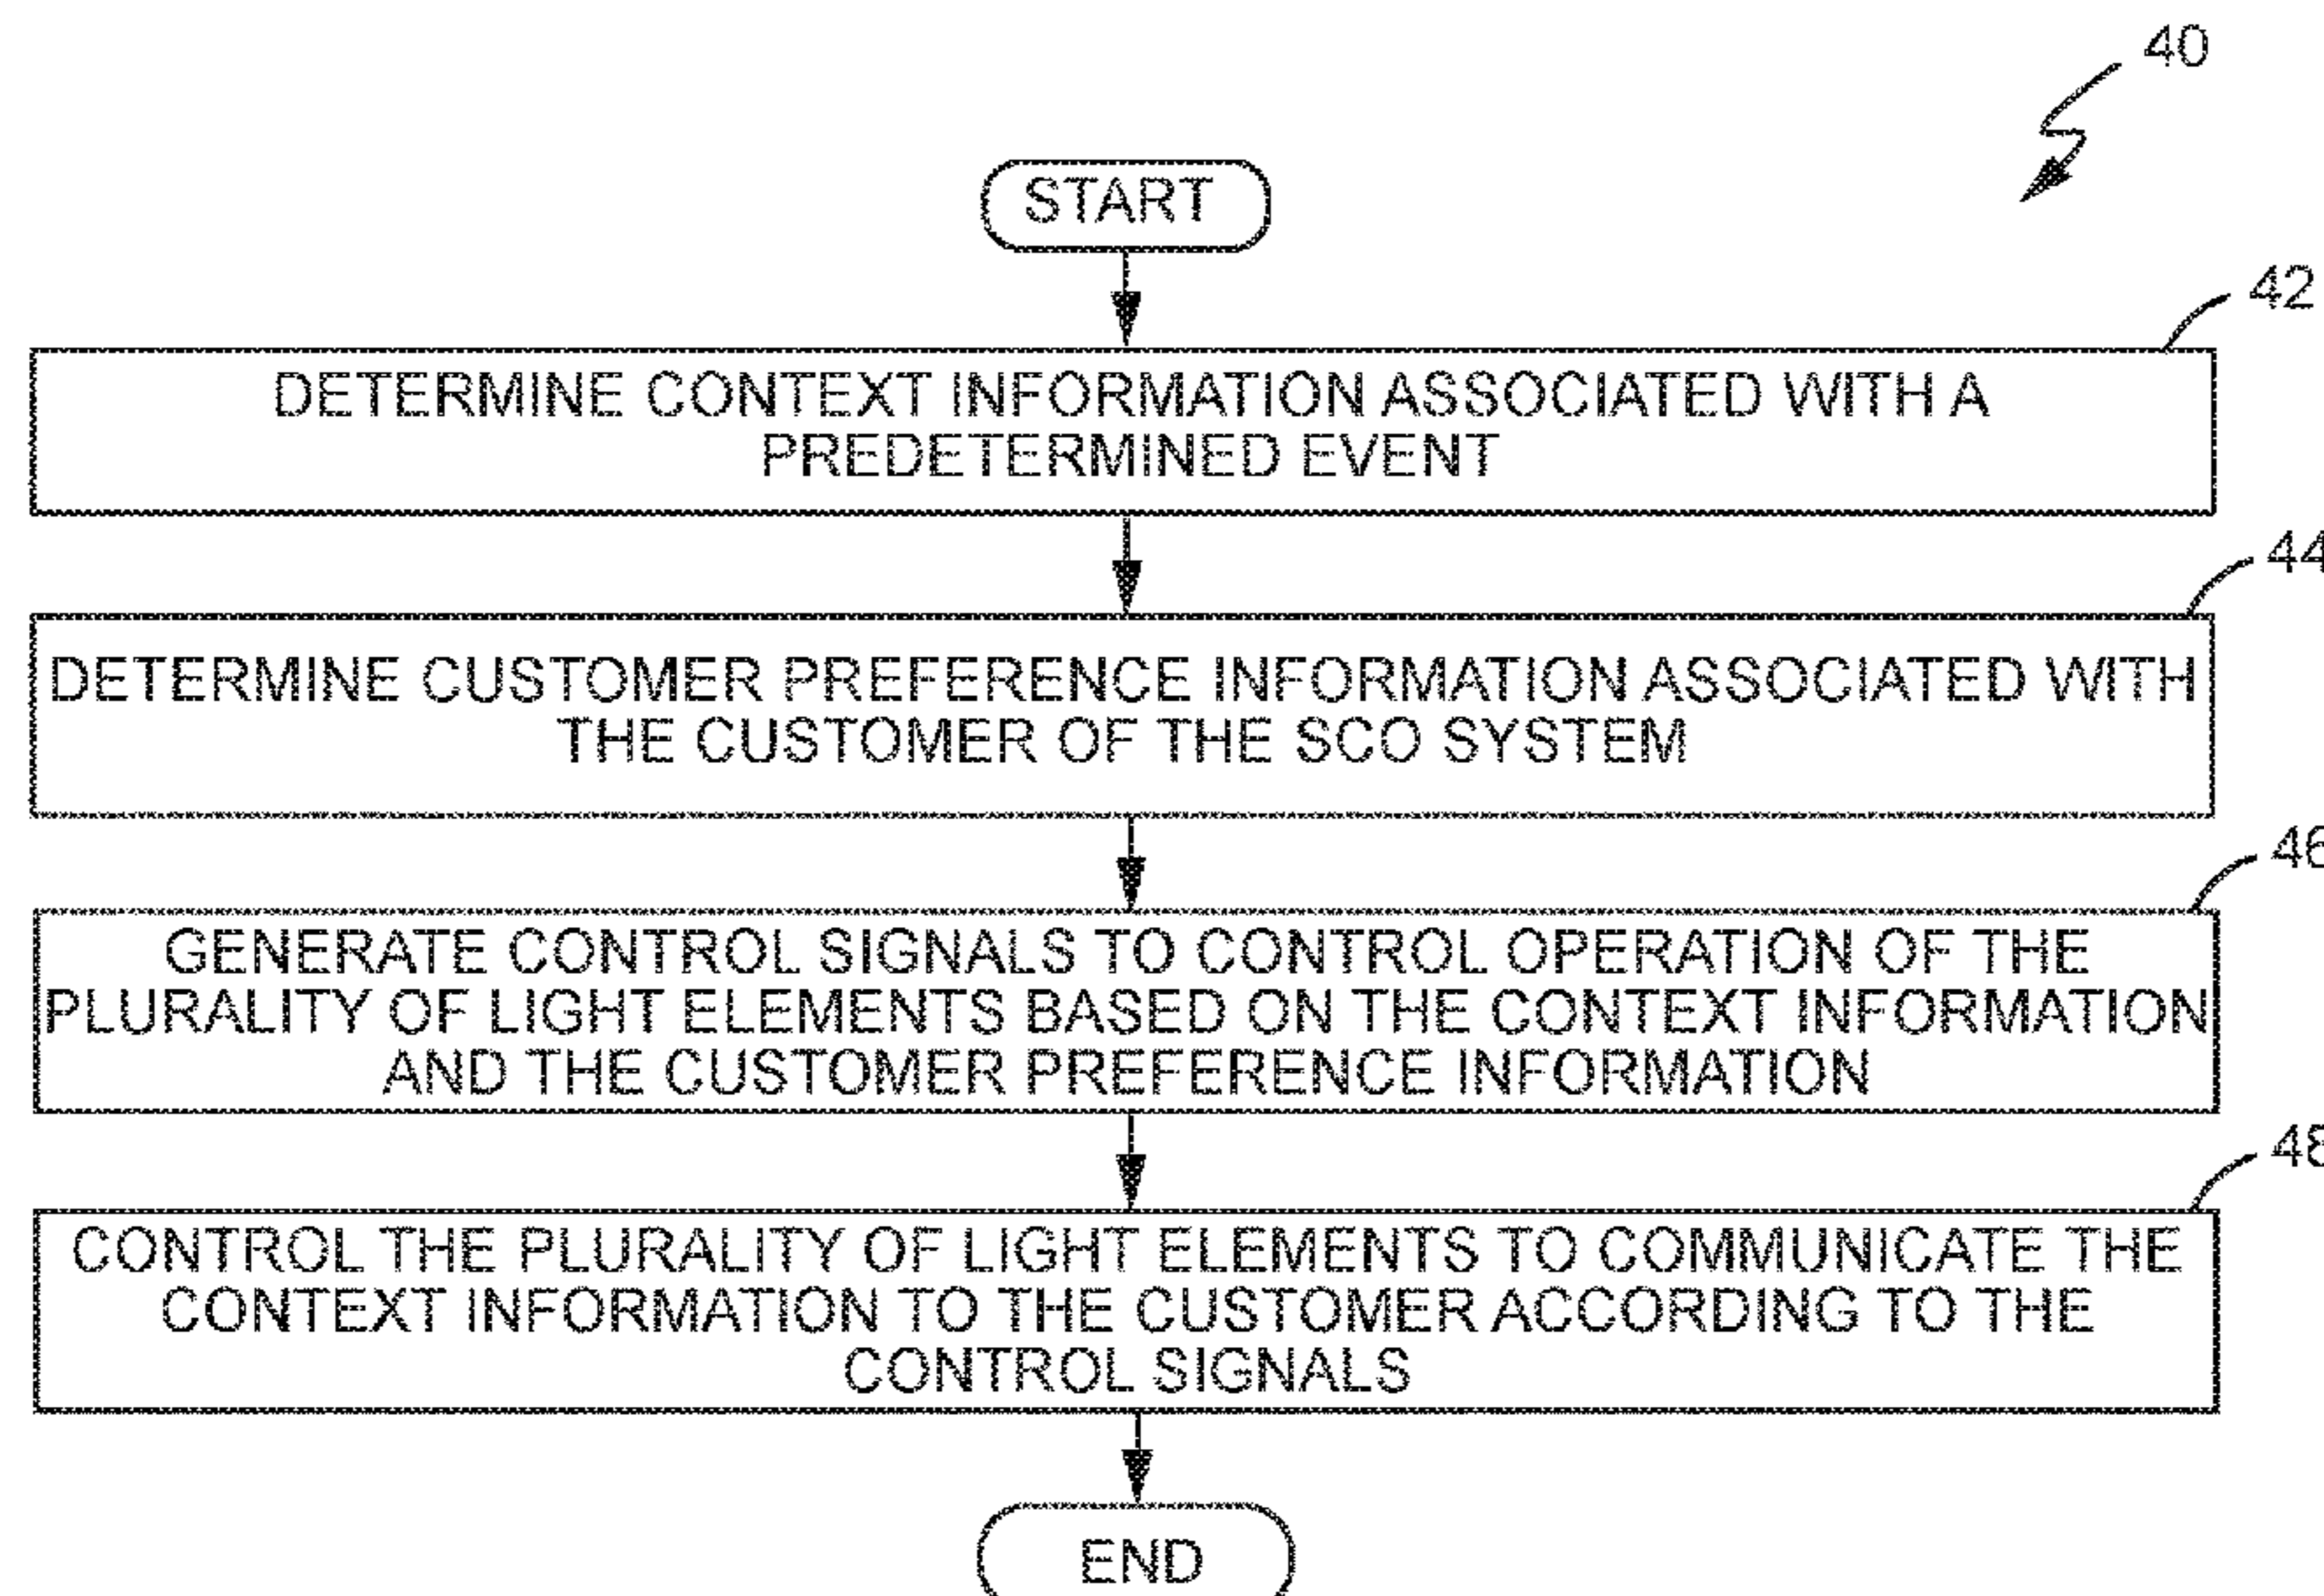 40
START
42
DETERMINE CONTEXT INFORMATION ASSOCIATED WITH A
PREDETERMINED EVENT
44
DETERMINE CUSTOMER PREFERENCE INFORMATION ASSOCIATED WITH
THE CUSTOMER OF THE SCO SYSTEM
46
GENERATE CONTROL SIGNALS TO CONTROL OPERATION OF THE
PLURALITY OF LIGHT ELEMENTS BASED ON THE CONTEXT INFORMATION
AND THE CUSTOMER PREFERENCE INFORMATION
48
CONTROL THE PLURALITY OF LIGHT ELEMENTS TO COMMUNICATE THE
CONTEXT INFORMATION TO THE CUSTOMER ACCORDING TO THE
CONTROL SIGNALS
END